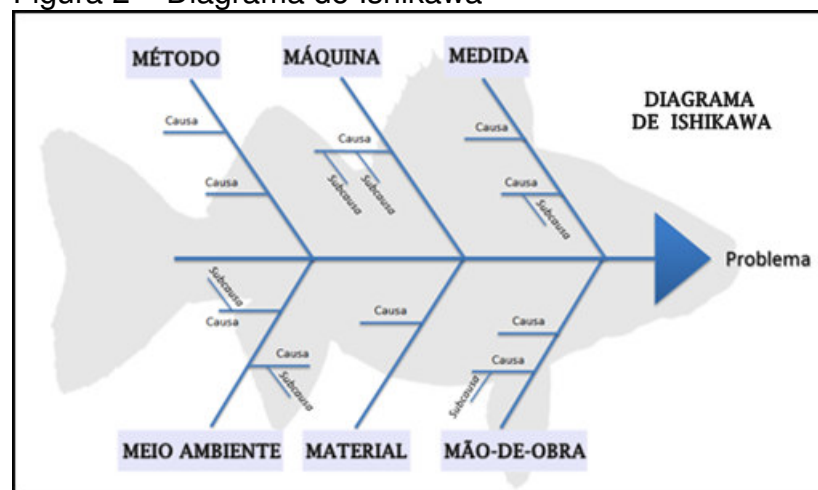 Figura 2 – Diagrama de Ishikawa
MÉTODO
MÁQUINA
MEDIDA
DIAGRAMA
DE ISHIKAWA
Causa
Causa
Causa
Subcausa
Subcausa
Causa
Causa
Subcausa
Problema
Subcausa
Causa
Causa
Subcausa
Causa
Causa
Causa
Subcausa
MEIO AMBIENTE
MATERIAL
MÃO-DE-OBRA